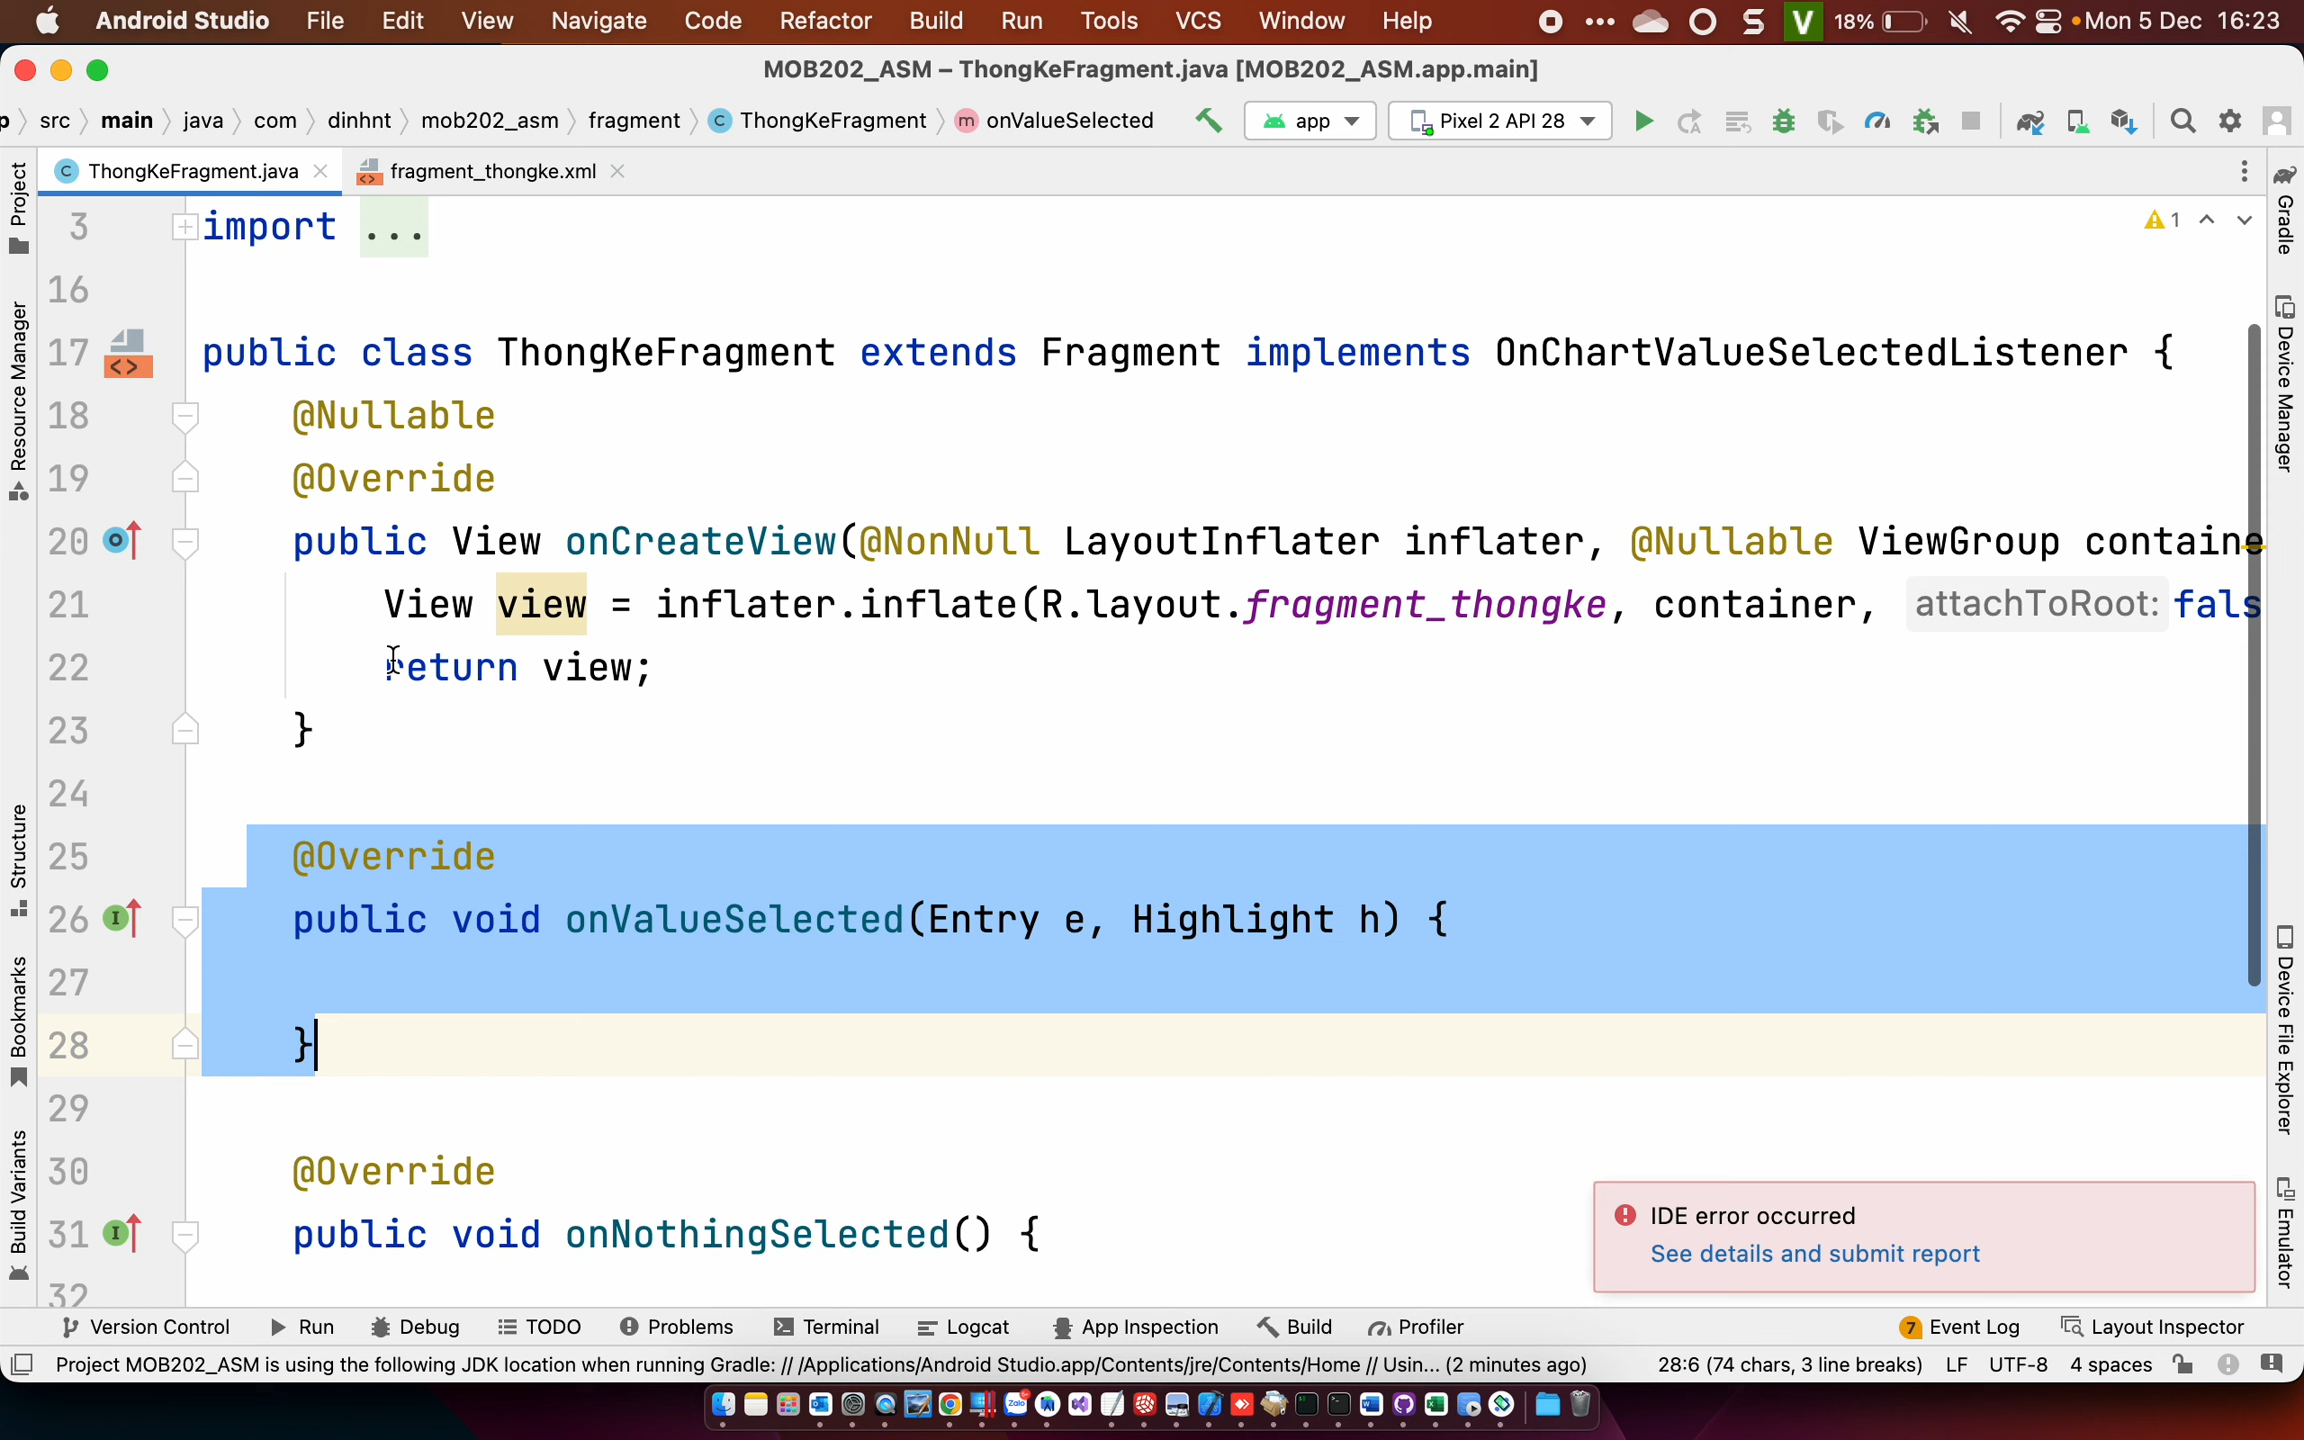 Android Studio File Edit View Navigate Code Refactor Build Run Tools VCS Window Help S V 18% Mon 5 Dec 16:23
MOB202_ASM – ThongKeFragment.java [MOB202_ASM.app.main]
p src main java com dinhnt mob202_asm fragment C ThongKeFragment m onValueSelected app Pixel 2 API 28
C ThongKeFragment.java fragment_thongke.xml
3 import ...
1
16
17 public class ThongKeFragment extends Fragment implements OnChartValueSelectedListener {
18 @Nullable
19 @Override
20 public View onCreateView(@NonNull LayoutInflater inflater, @Nullable ViewGroup containe
21 View view = inflater.inflate(R.layout.fragment_thongke, container, attachToRoot: fals
22 return view;
23 }
24
25 @Override
26 public void onValueSelected(Entry e, Highlight h) {
27
28 }
29
30 @Override
31 public void onNothingSelected() {
32
IDE error occurred
See details and submit report
Project
Resource Manager
Structure
Bookmarks
Build Variants
Gradle
Device Manager
Device File Explorer
Emulator
Version Control Run Debug TODO Problems Terminal Logcat App Inspection Build Profiler 7 Event Log Layout Inspector
Project MOB202_ASM is using the following JDK location when running Gradle: // /Applications/Android Studio.app/Contents/jre/Contents/Home // Usin... (2 minutes ago) 28:6 (74 chars, 3 line breaks) LF UTF-8 4 spaces
Zalo